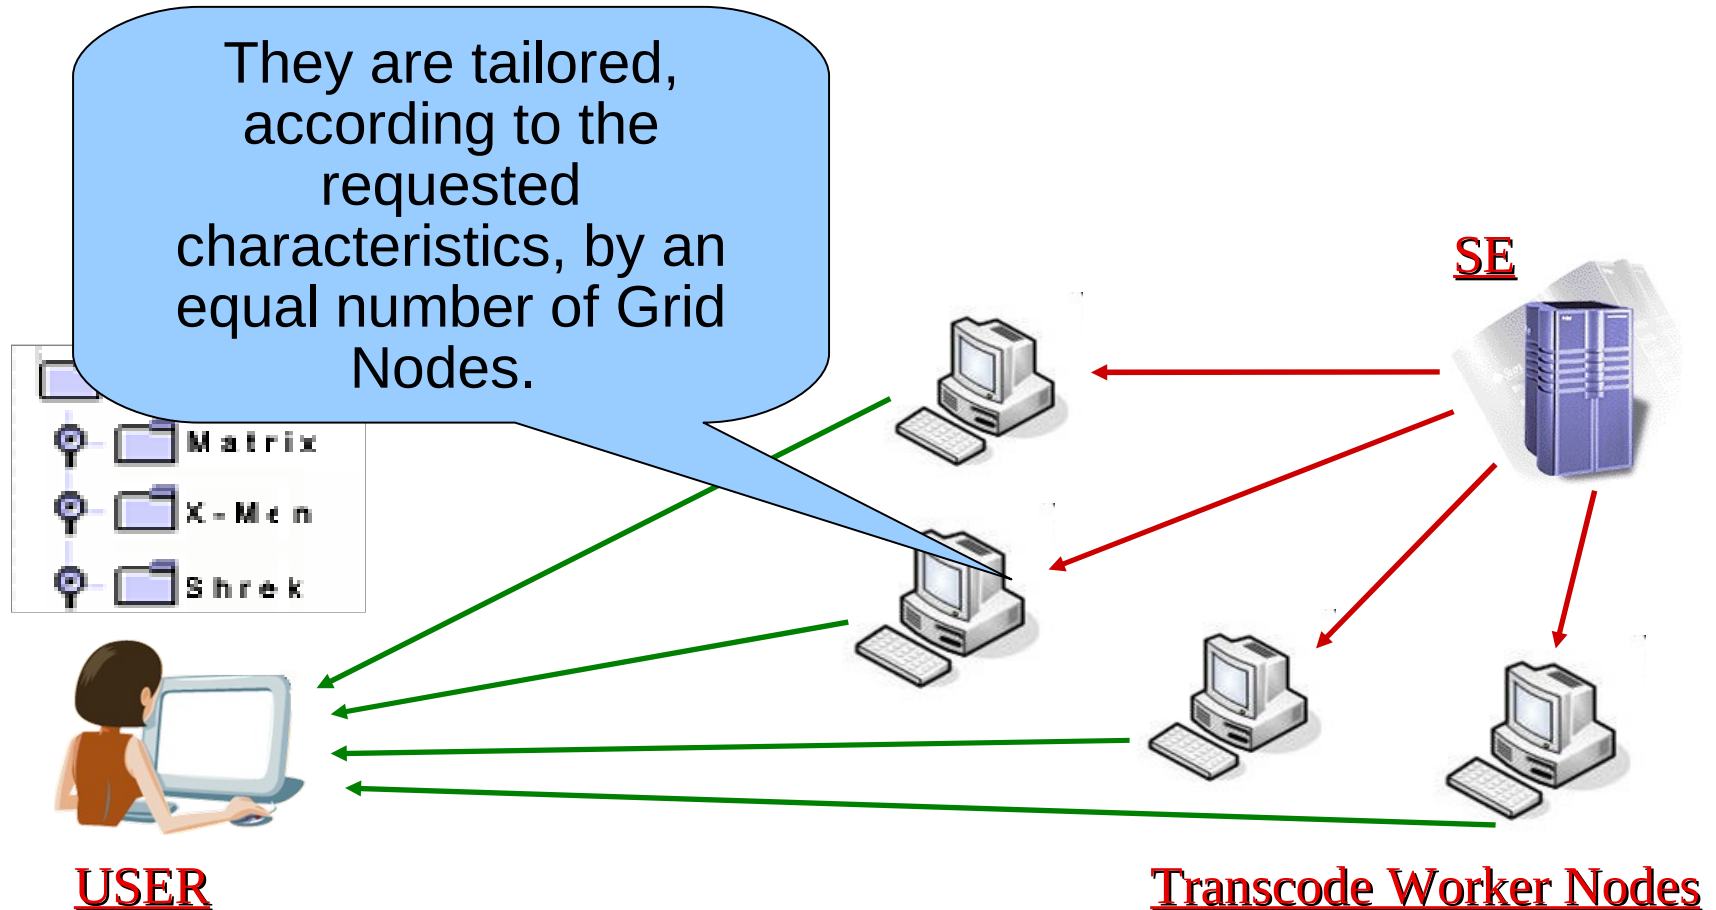 They are tailored,
according to the
requested
characteristics, by an
equal number of Grid
Nodes.
SE
Matrix
X-Men
Shrek
USER
Transcode Worker Nodes